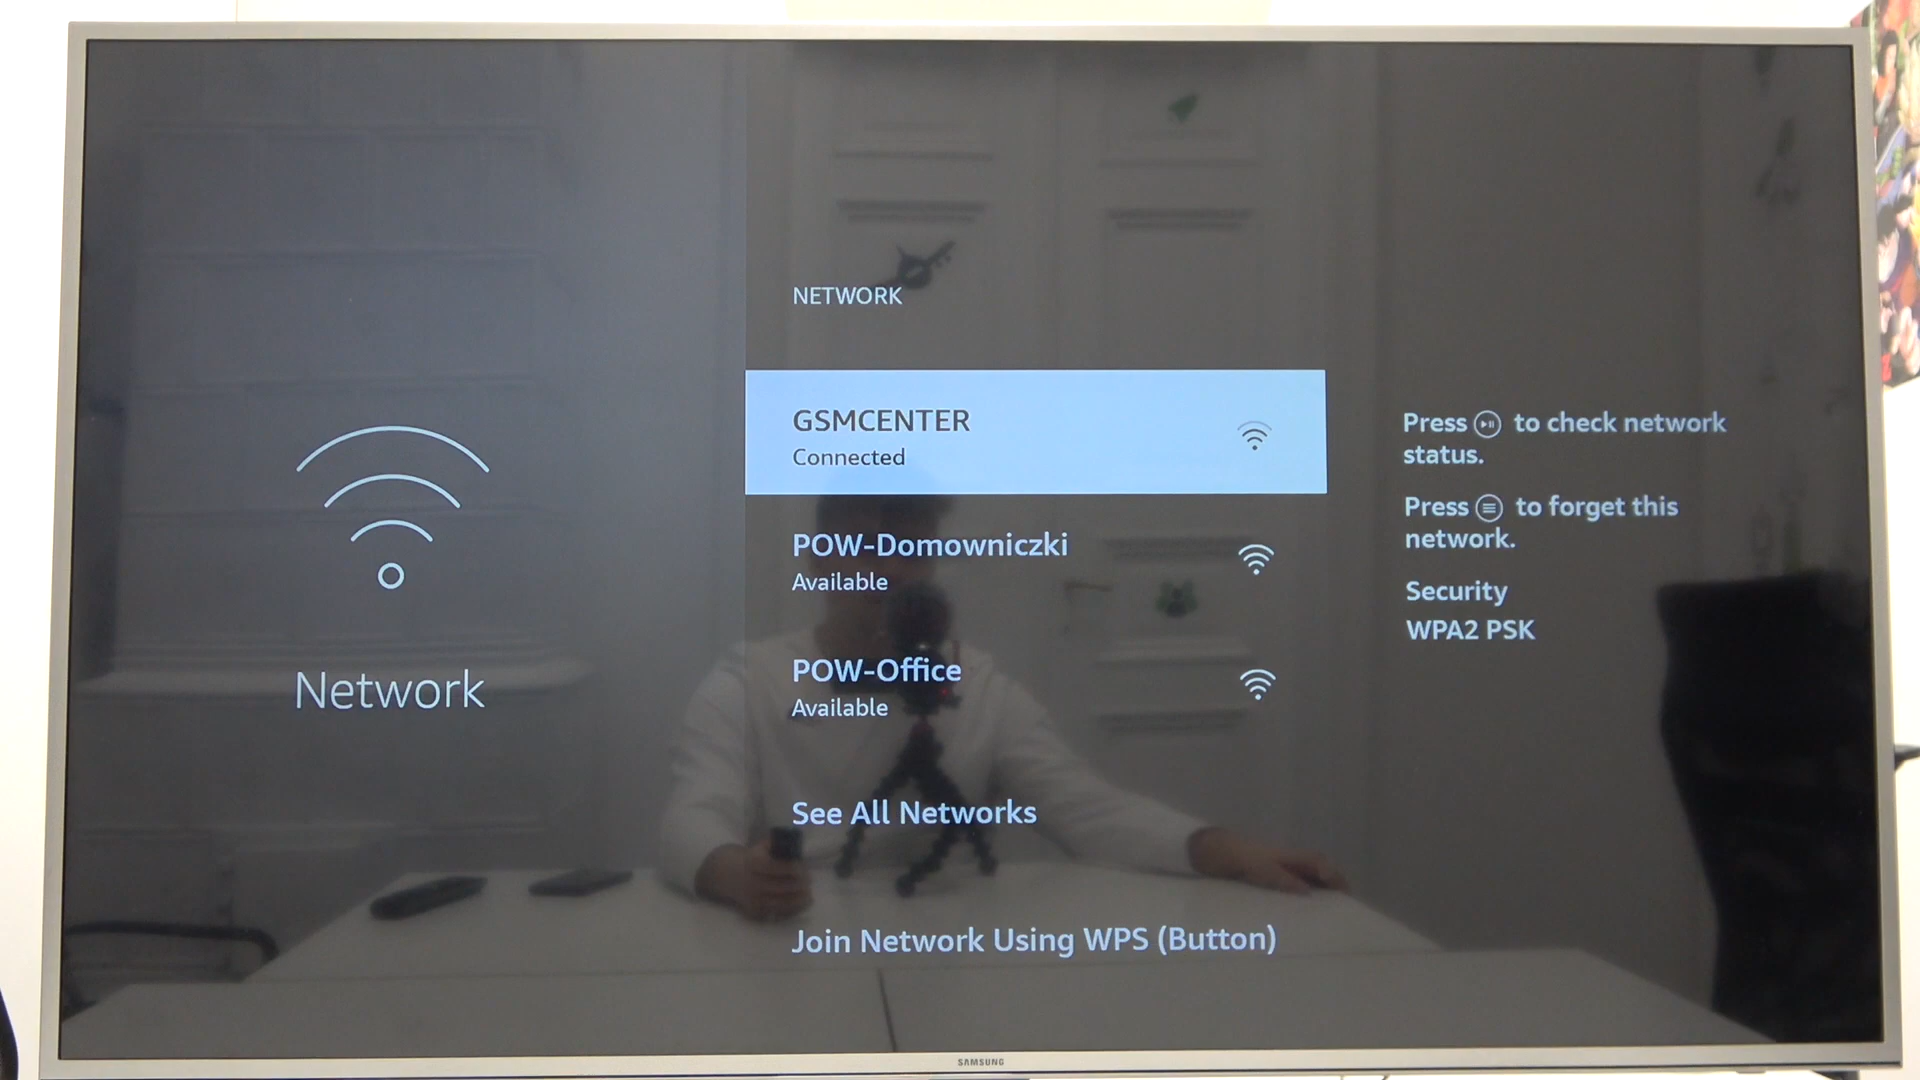 NETWORK
GSMCENTER
Connected
POW-Domowniczki
Available
POW-Office
Available
See All Networks
Join Network Using WPS (Button)
Network
Press to check network
status.
Press to forget this
network.
Security
WPA2 PSK
SAMSUNG